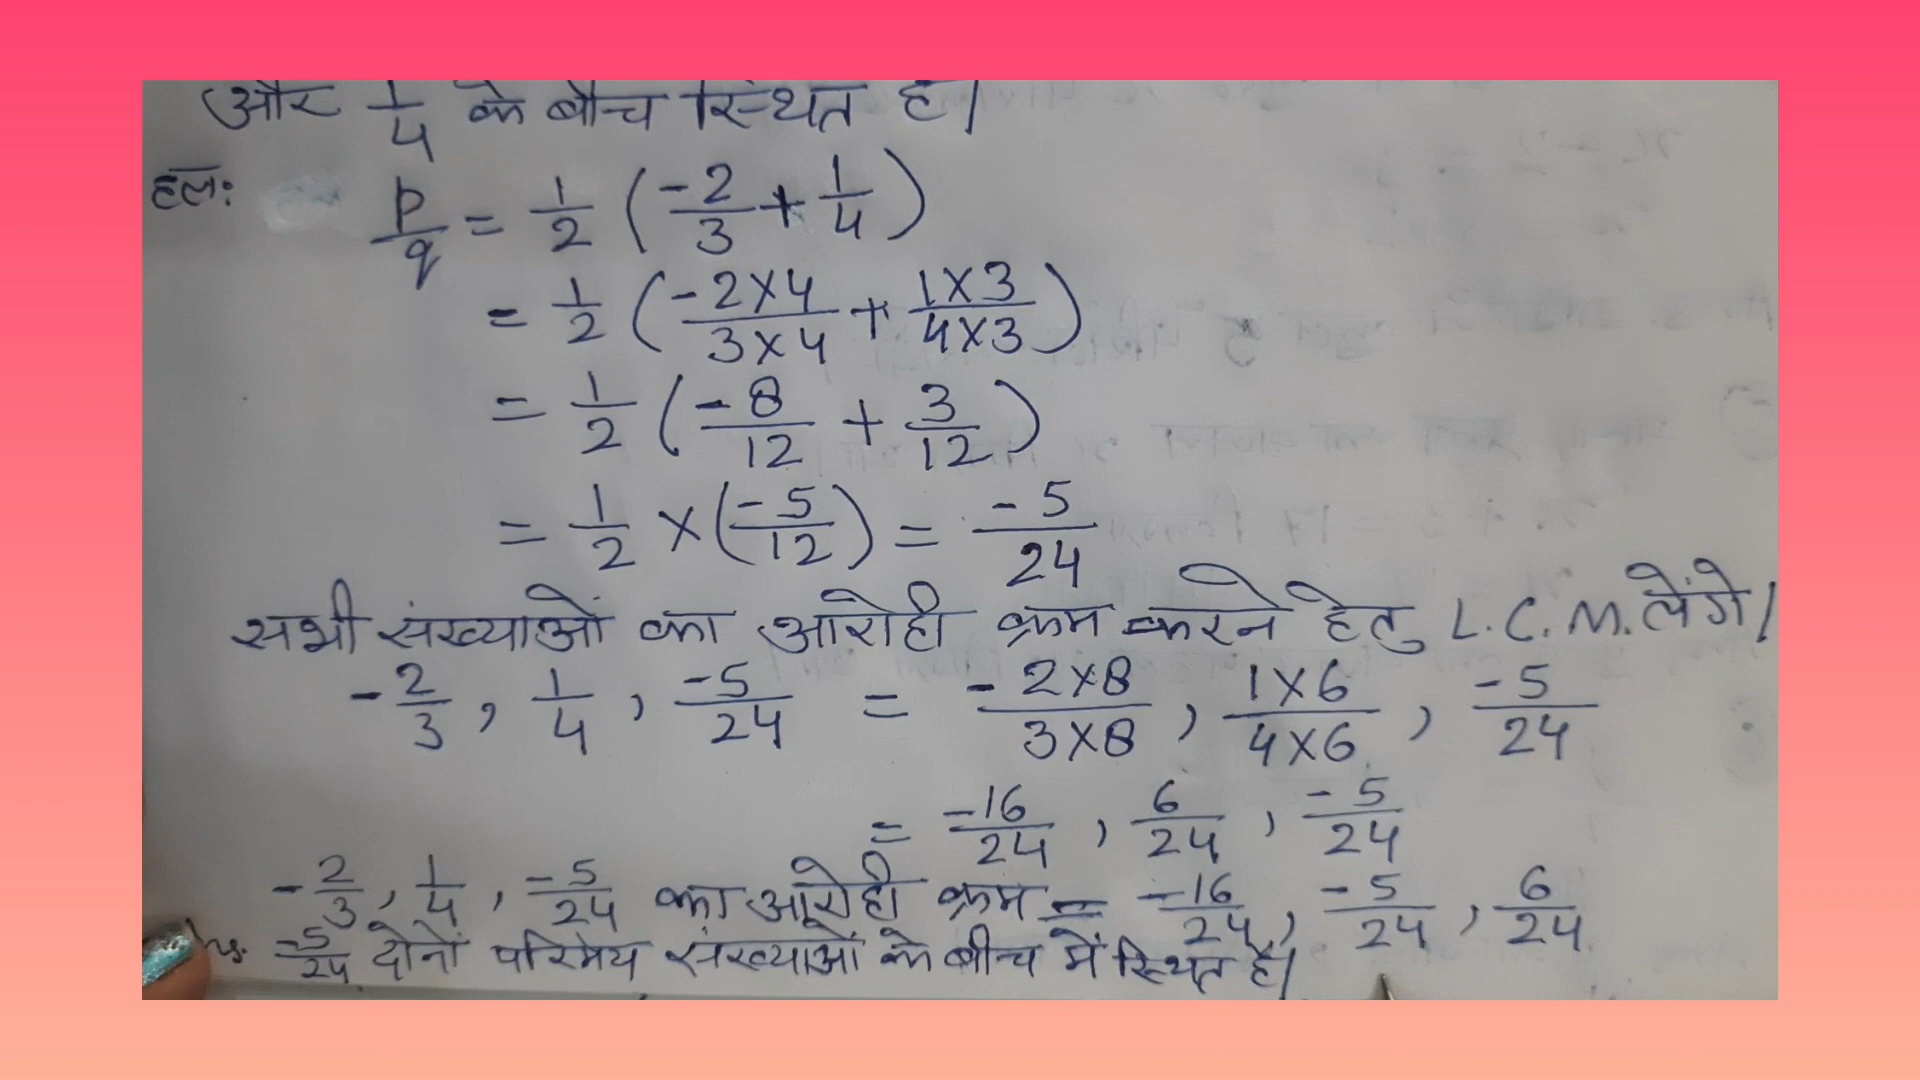 और 1/4 के बीच स्थित है।
हल: p/q = 1/2 (-2/3 + 1/4)
= 1/2 (-2×4/3×4 + 1×3/4×3)
= 1/2 (-8/12 + 3/12)
= 1/2 × (-5/12) = -5/24
सभी संख्याओं का आरोही क्रम करने हेतु L.C.M. लेंगे।
-2/3, 1/4, -5/24 = -2×8/3×8, 1×6/4×6, -5/24
= -16/24, 6/24, -5/24
-2/3, 1/4, -5/24 का आरोही क्रम = -16/24, -5/24, 6/24
-5/24 दोनों परिमेय संख्याओं के बीच में स्थित है।